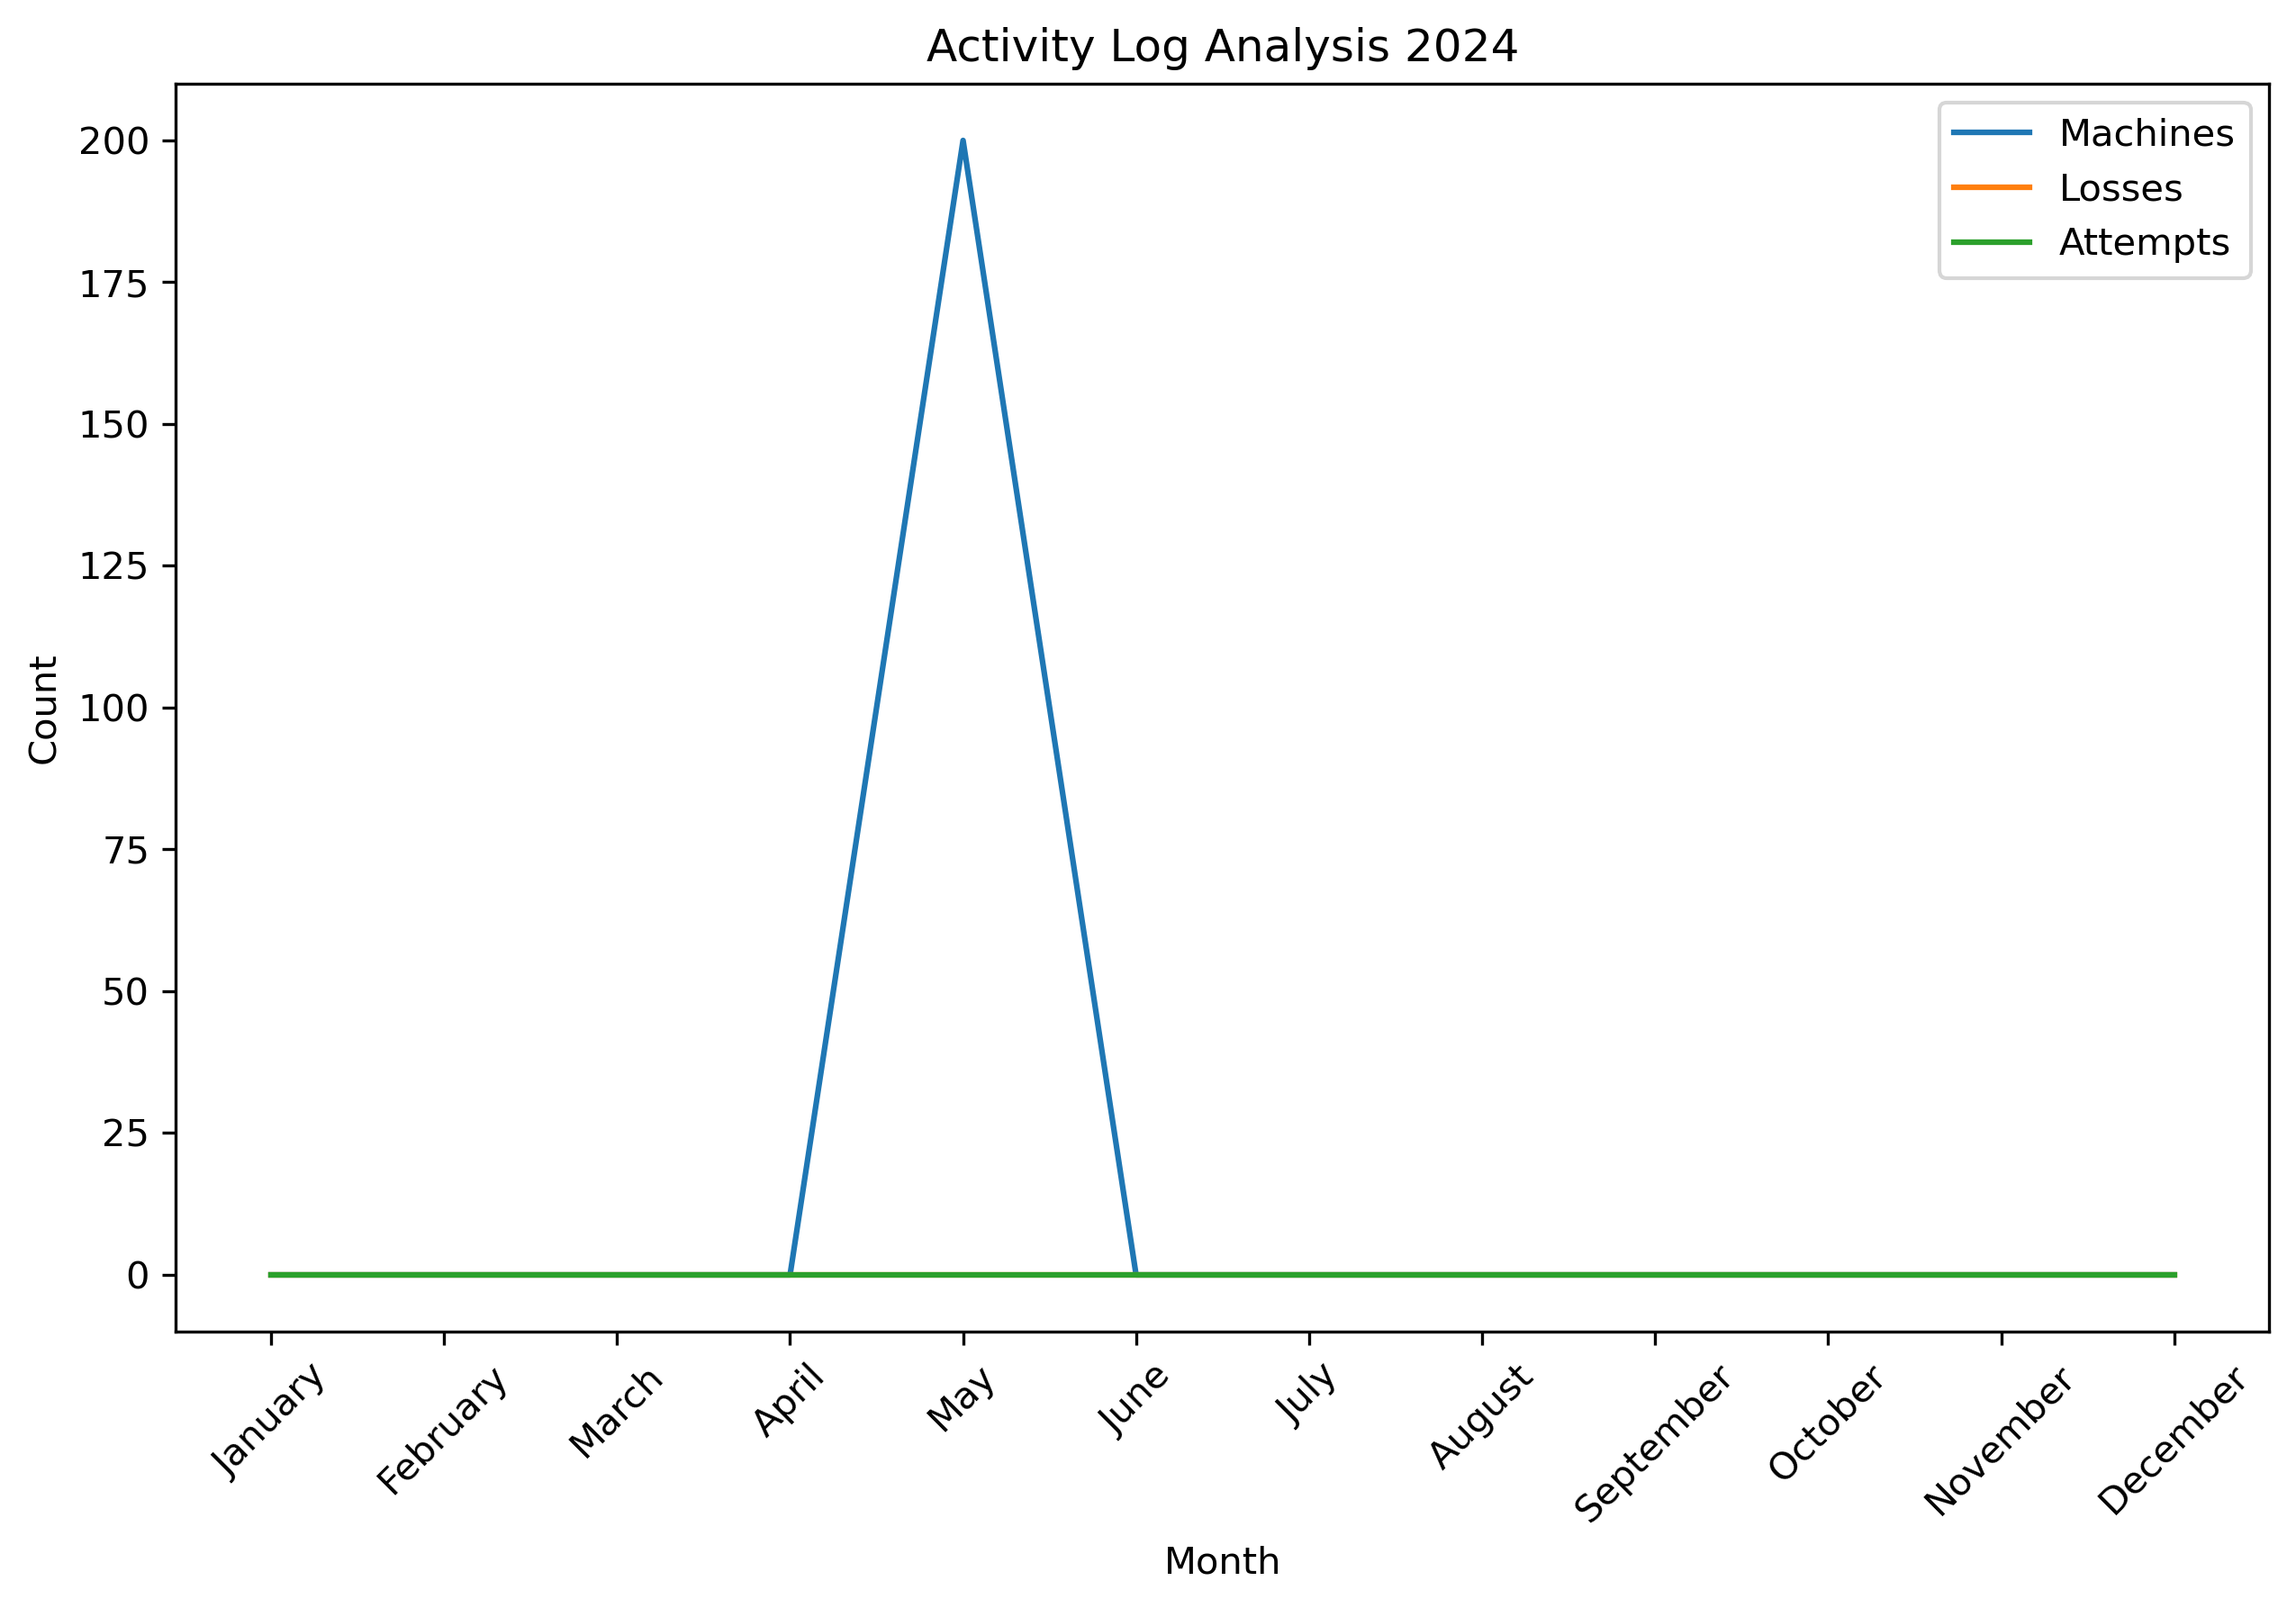 Activity Log Analysis 2024
Machines
Losses
Attempts
200
175
150
125
100
75
50
25
0
Count
January
February
March
April
May
June
July
August
September
October
November
December
Month